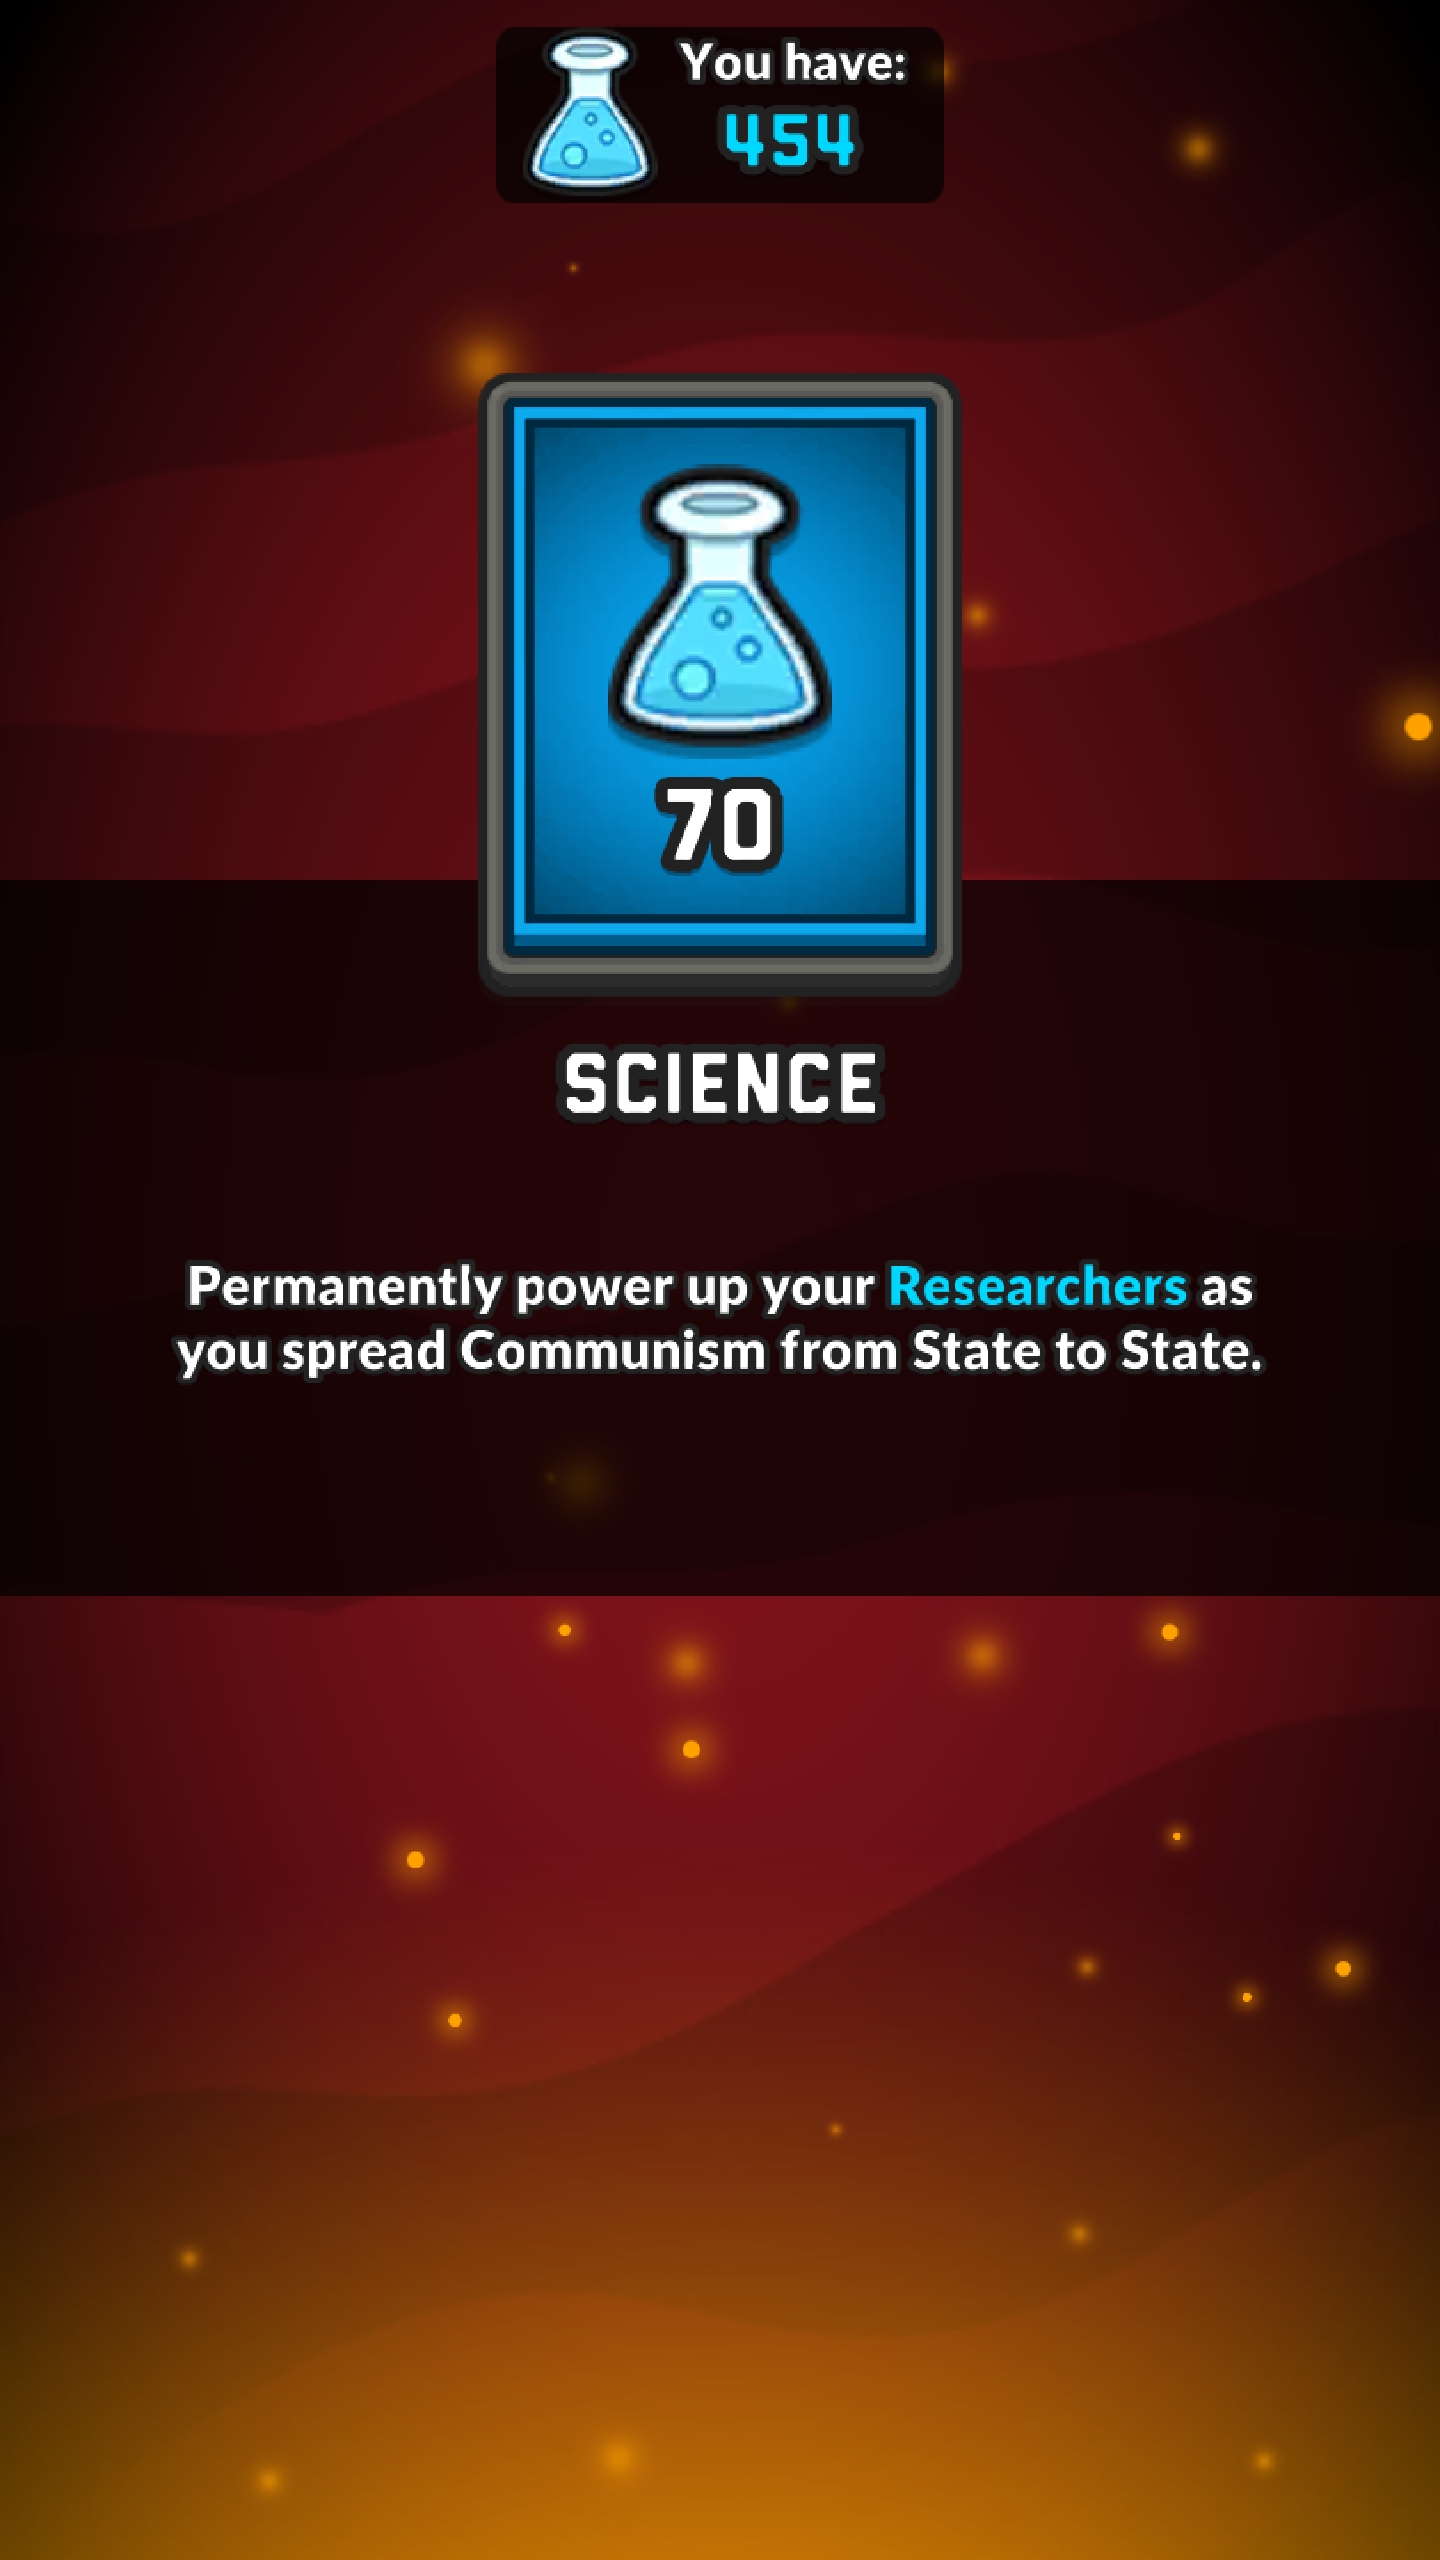 You have:
454
70
SCIENCE
Permanently power up your Researchers as
you spread Communism from State to State.